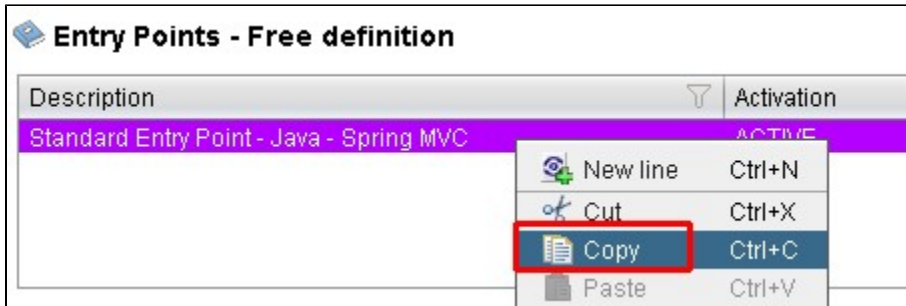 Entry Points - Free definition
Description Activation
Standard Entry Point - Java - Spring MVC ACTIVE
New line Ctrl+N
Cut Ctrl+X
Copy Ctrl+C
Paste Ctrl+V